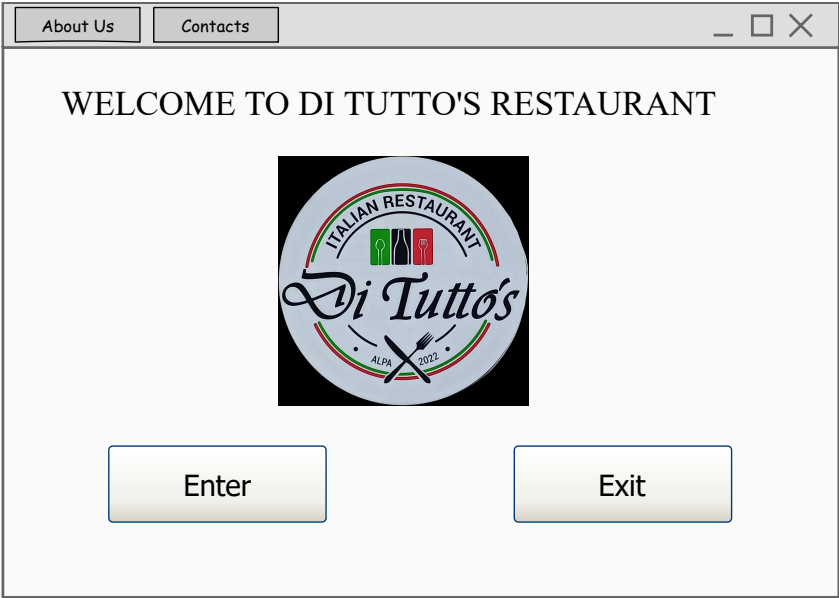 About Us
Contacts
WELCOME TO DI TUTTO'S RESTAURANT
ITALIAN RESTAURANT
Di Tutto's
ALPA 2022
Enter
Exit